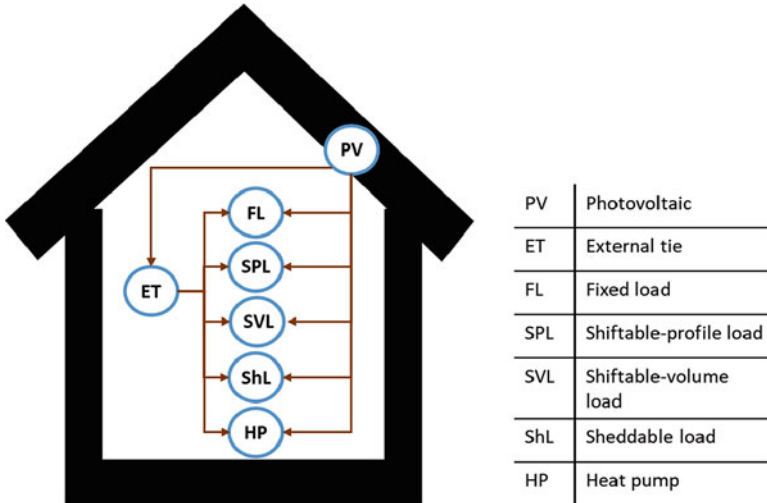 PV
FL
SPL
ET
SVL
ShL
HP
PV Photovoltaic
ET External tie
FL Fixed load
SPL Shiftable-profile load
SVL Shiftable-volume
load
ShL Sheddable load
HP Heat pump